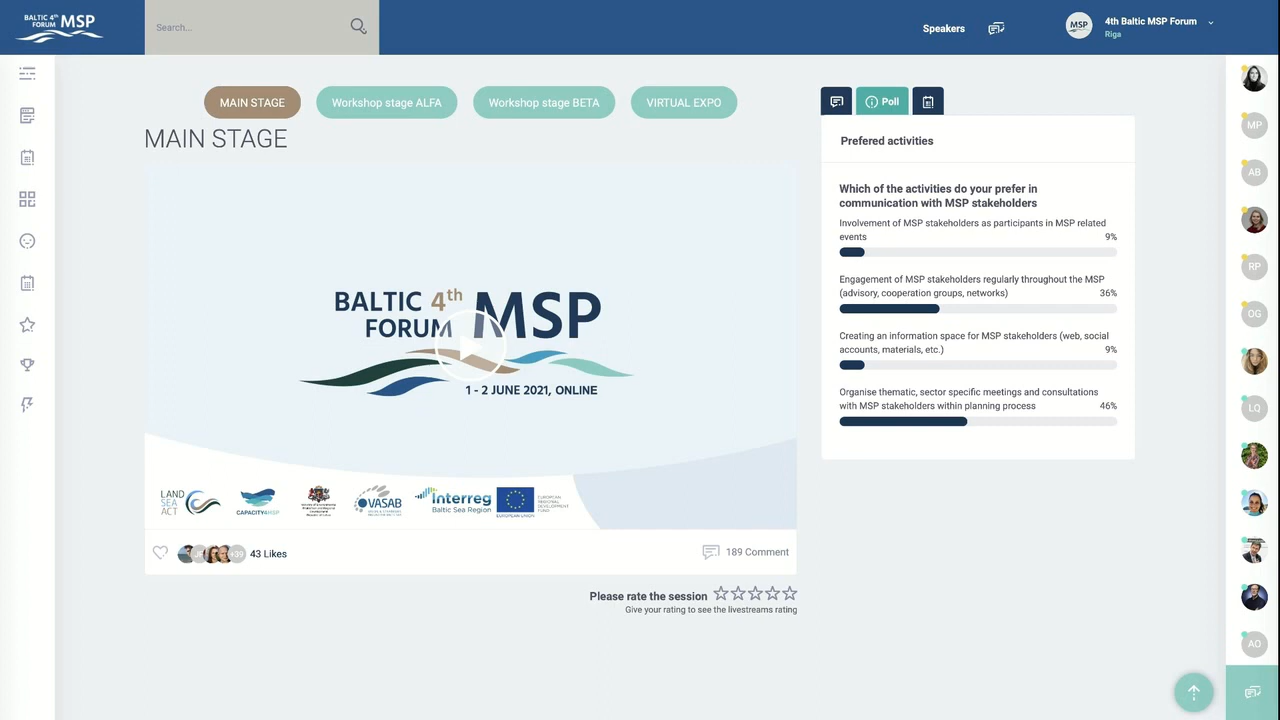 BALTIC 4th
FORUM MSP
Search...
Speakers
MSP
4th Baltic MSP Forum
Riga
MAIN STAGE
Workshop stage ALFA
Workshop stage BETA
VIRTUAL EXPO
MAIN STAGE
BALTIC 4th
FORUM MSP
1 - 2 JUNE 2021, ONLINE
LAND
SEA
ACT
CAPACITY4MSP
VASAB
Interreg
Baltic Sea Region
EUROPEAN UNION
EUROPEAN
REGIONAL
DEVELOPMENT
FUND
+39
43 Likes
189 Comment
Please rate the session
Give your rating to see the livestreams rating
Poll
Prefered activities
Which of the activities do your prefer in
communication with MSP stakeholders
Involvement of MSP stakeholders as participants in MSP related
events 9%
Engagement of MSP stakeholders regularly throughout the MSP
(advisory, cooperation groups, networks) 36%
Creating an information space for MSP stakeholders (web, social
accounts, materials, etc.) 9%
Organise thematic, sector specific meetings and consultations
with MSP stakeholders within planning process 46%
MP
AB
RP
OG
LQ
AO